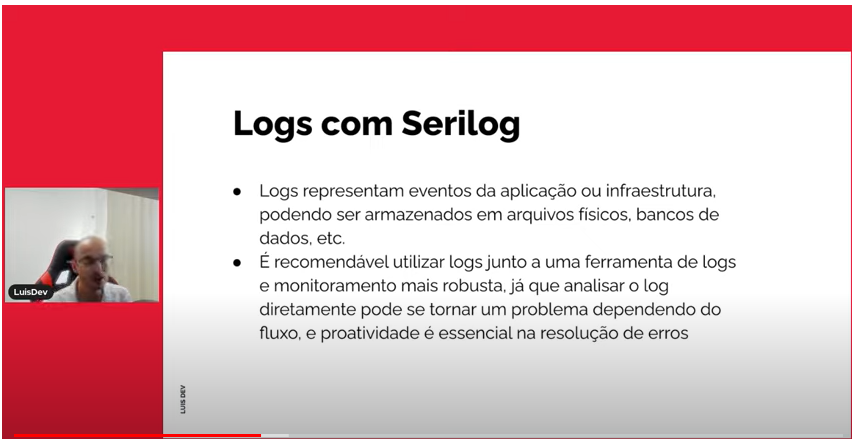 Logs com Serilog
● Logs representam eventos da aplicação ou infraestrutura,
podendo ser armazenados em arquivos físicos, bancos de
dados, etc.
● É recomendável utilizar logs junto a uma ferramenta de logs
e monitoramento mais robusta, já que analisar o log
diretamente pode se tornar um problema dependendo do
fluxo, e proatividade é essencial na resolução de erros
LuisDev
LUIS DEV